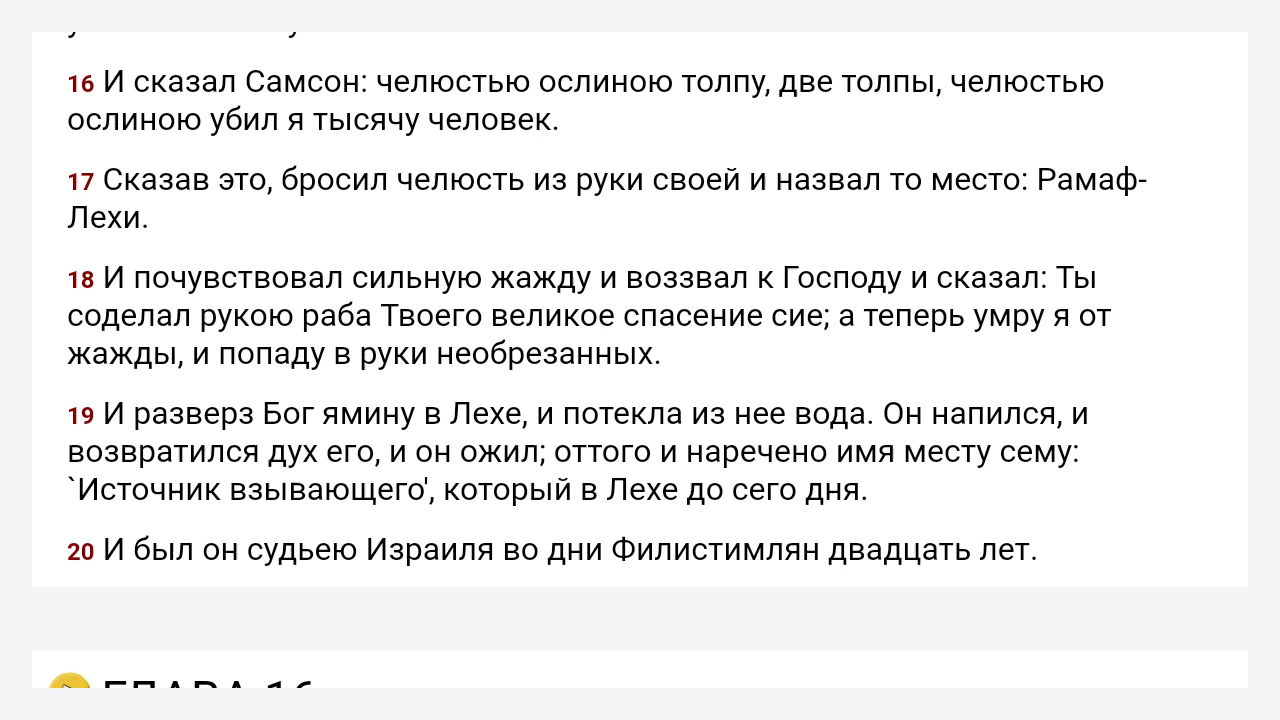 16 И сказал Самсон: челюстью ослиною толпу, две толпы, челюстью
ослиною убил я тысячу человек.
17 Сказав это, бросил челюсть из руки своей и назвал то место: Рамаф-
Лехи.
18 И почувствовал сильную жажду и воззвал к Господу и сказал: Ты
соделал рукою раба Твоего великое спасение сие; а теперь умру я от
жажды, и попаду в руки необрезанных.
19 И разверз Бог ямину в Лехе, и потекла из нее вода. Он напился, и
возвратился дух его, и он ожил; оттого и наречено имя месту сему:
`Источник взывающего', который в Лехе до сего дня.
20 И был он судьею Израиля во дни Филистимлян двадцать лет.
ГЛАВА 16